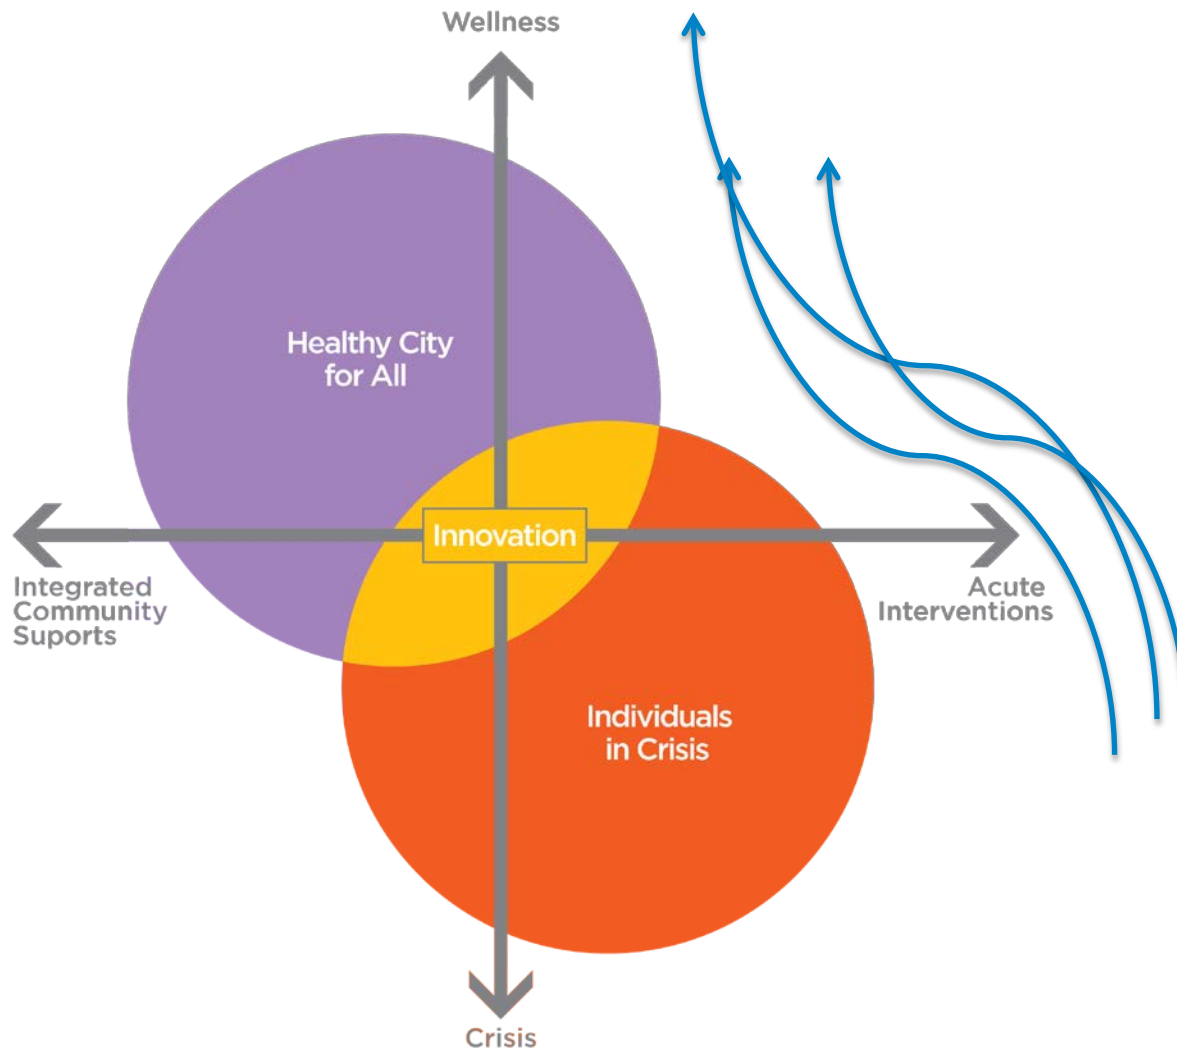 Wellness
Healthy City
for All
Innovation
Integrated
Community
Suports
Acute
Interventions
Individuals
in Crisis
Crisis